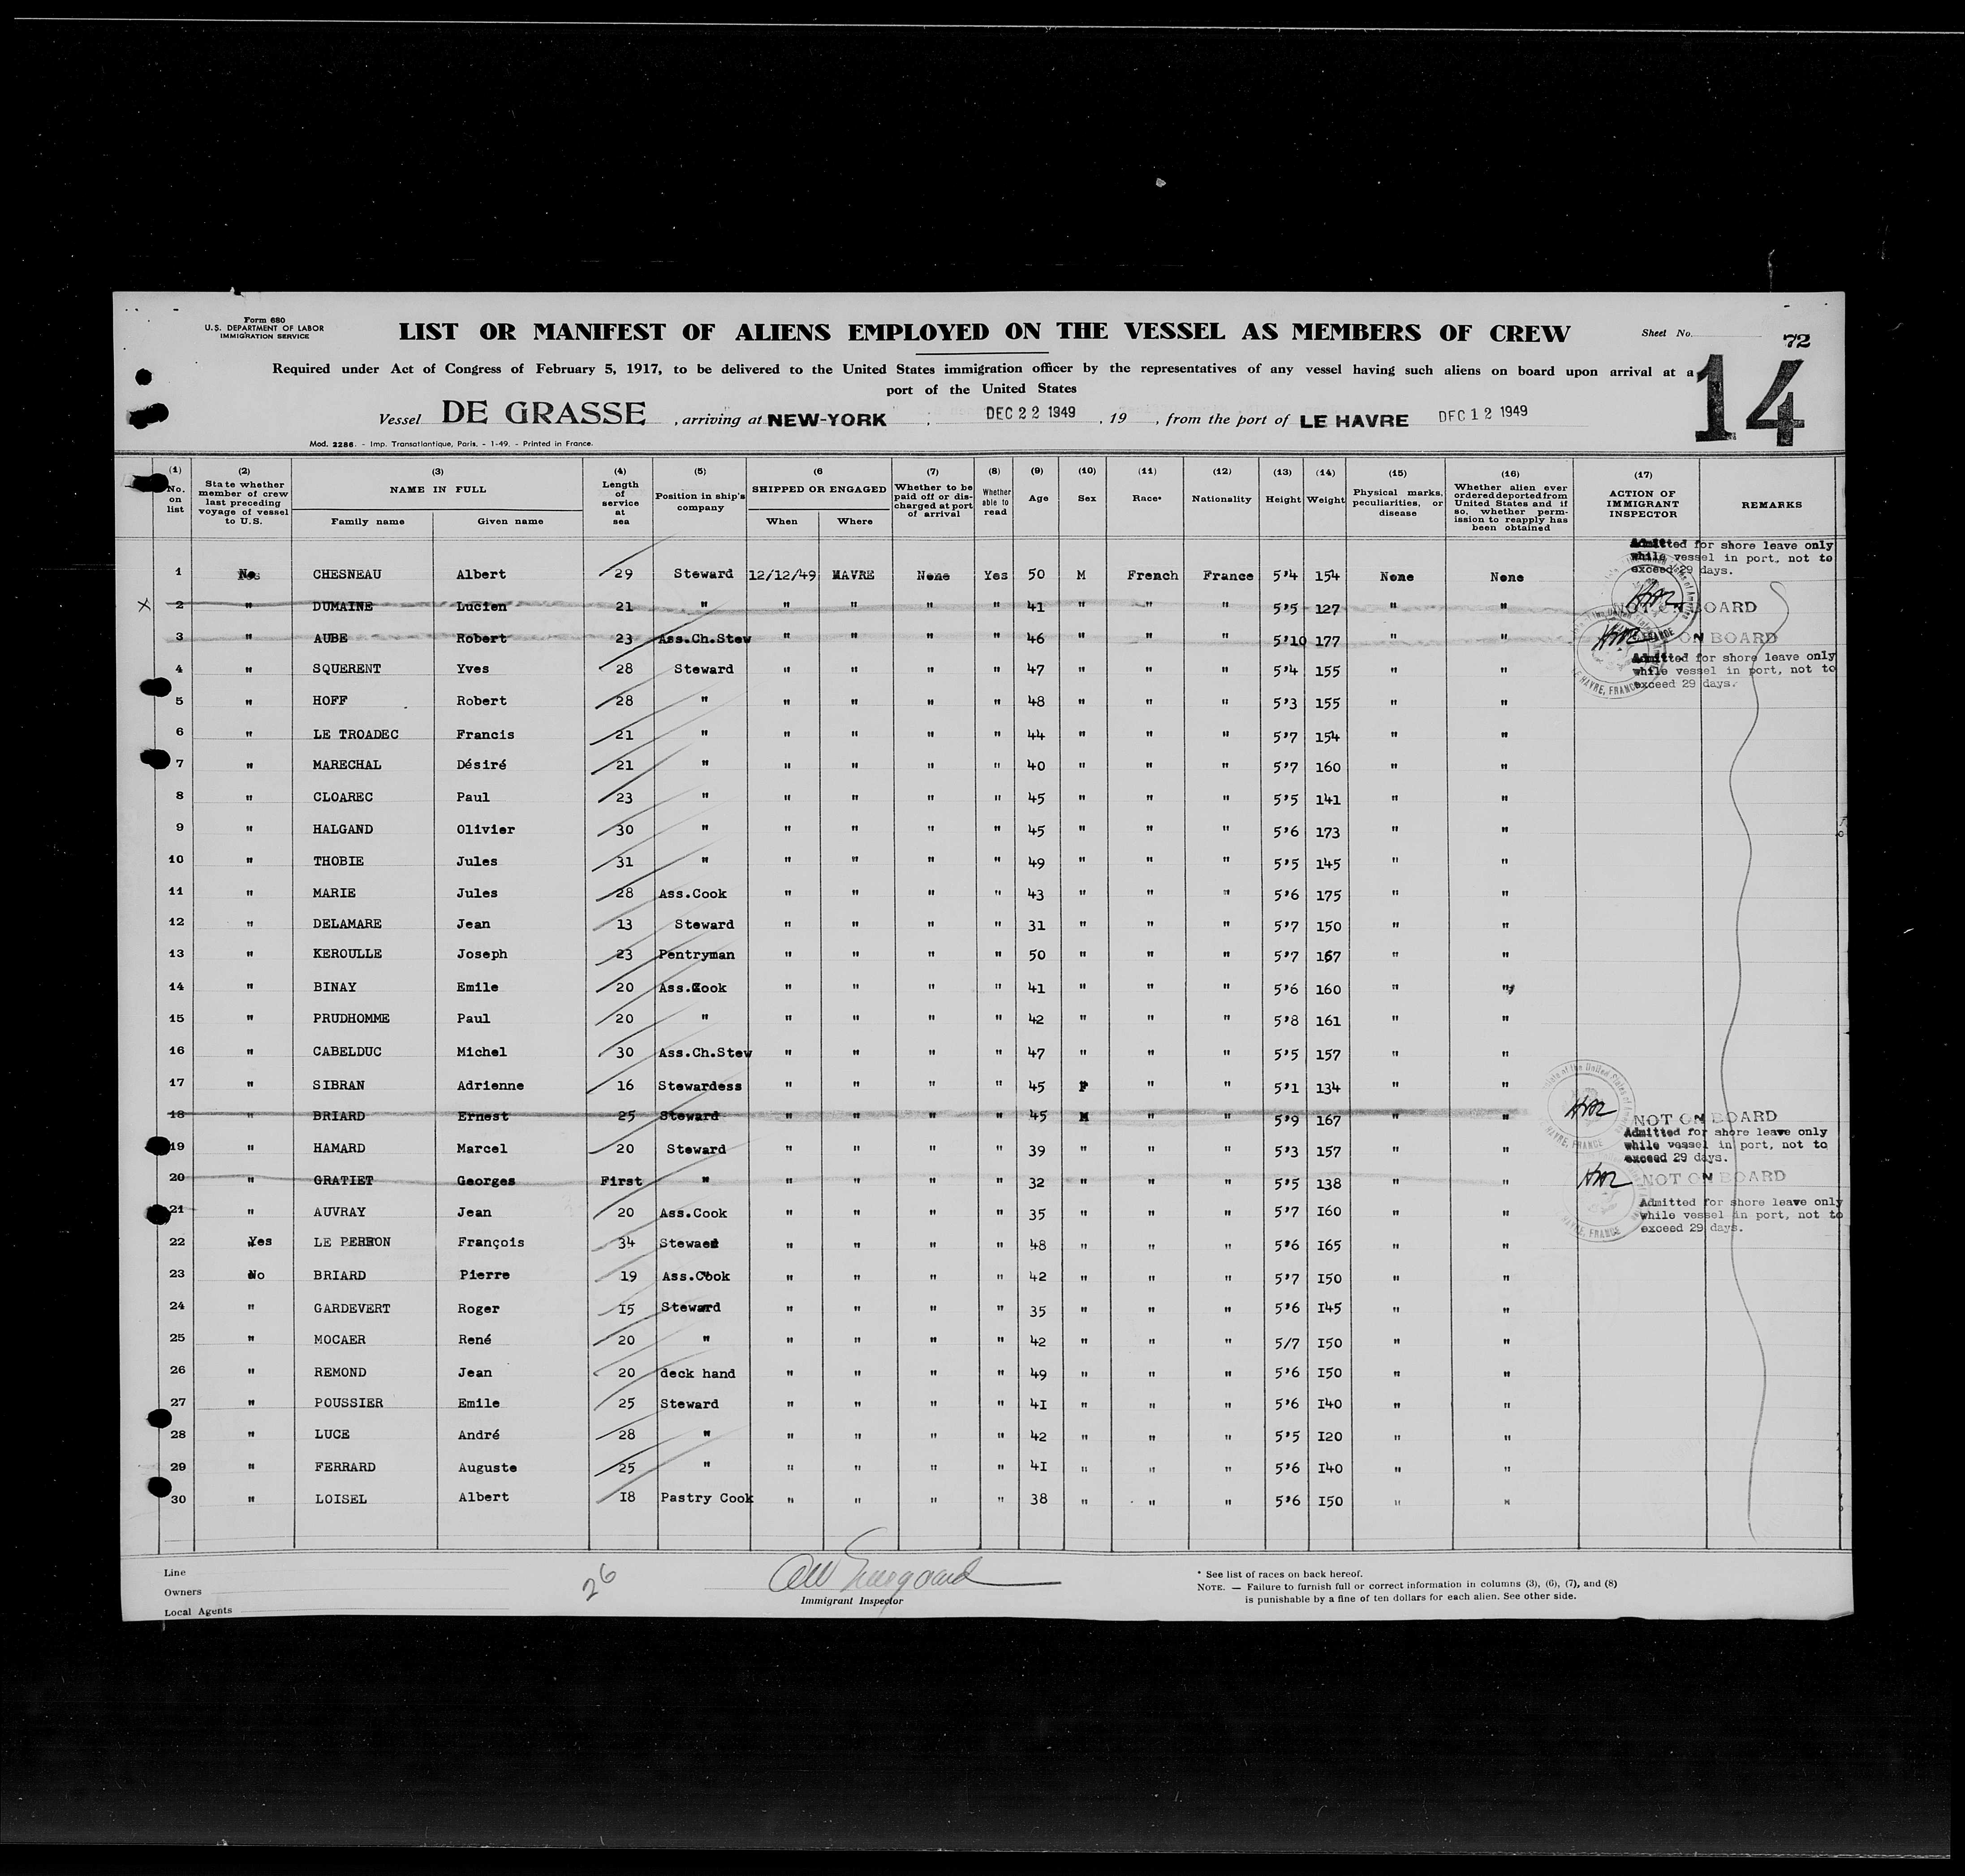 Form 680
U.S. DEPARTMENT OF LABOR
IMMIGRATION SERVICE
LIST OR MANIFEST OF ALIENS EMPLOYED ON THE VESSEL AS MEMBERS OF CREW
Sheet No.
72
14
Required under Act of Congress of February 5, 1917, to be delivered to the United States immigration officer by the representatives of any vessel having such aliens on board upon arrival at a
port of the United States
Vessel DE GRASSE , arriving at NEW-YORK , DEC 22 1949 , 19 , from the port of LE HAVRE DEC 12 1949
Mod. 2286. - Imp. Transatlantique, Paris. - 1-49. - Printed in France.
(1) No. on list
(2) State whether member of crew last preceding voyage of vessel to U.S.
(3) NAME IN FULL Family name Given name
(4) Length of service at sea
(5) Position in ship's company
(6 SHIPPED OR ENGAGED When Where
(7) Whether to be paid off or discharged at port of arrival
(8) Whether able to read
(9) Age
(10) Sex
(11) Race*
(12) Nationality
(13) Height
(14) Weight
(15) Physical marks, peculiarities, or disease
(16) Whether alien ever ordered deported from United States and if so, whether permission to reapply has been obtained
(17) ACTION OF IMMIGRANT INSPECTOR
REMARKS
Admitted for shore leave only
while vessel in port, not to
exceed 29 days.
1 No CHESNEAU Albert 29 Steward 12/12/49 HAVRE None Yes 50 M French France 5'4 154 None None
X 2 " DUMAINE Lucien 21 " " " " " 41 " " " 5'5 127 " " NOT ON BOARD
3 " AUBE Robert 23 Ass.Ch.Stew " " " " 46 " " " 5'10 177 " " ON BOARD
Admitted for shore leave only
while vessel in port, not to
exceed 29 days.
4 " SQUERENT Yves 28 Steward " " " " 47 " " " 5'4 155 " "
5 " HOFF Robert 28 " " " " " 48 " " " 5'3 155 " "
6 " LE TROADEC Francis 21 " " " " " 44 " " " 5'7 154 " "
7 " MARECHAL Désiré 21 " " " " " 40 " " " 5'7 160 " "
8 " CLOAREC Paul 23 " " " " " 45 " " " 5'5 141 " "
9 " HALGAND Olivier 30 " " " " " 45 " " " 5'6 173 " "
10 " THOBIE Jules 31 " " " " " 49 " " " 5'5 145 " "
11 " MARIE Jules 28 Ass.Cook " " " " 43 " " " 5'6 175 " "
12 " DELAMARE Jean 13 Steward " " " " 31 " " " 5'7 150 " "
13 " KEROULLE Joseph 23 Pentryman " " " " 50 " " " 5'7 167 " "
14 " BINAY Emile 20 Ass.Cook " " " " 41 " " " 5'6 160 " "
15 " PRUDHOMME Paul 20 " " " " " 42 " " " 5'8 161 " "
16 " CABELDUC Michel 30 Ass.Ch.Stew " " " " 47 " " " 5'5 157 " "
17 " SIBRAN Adrienne 16 Stewardess " " " " 45 F " " 5'1 134 " "
18 " BRIARD Ernest 25 Steward " " " " 45 M " " 5'9 167 " " NOT ON BOARD
Admitted for shore leave only
while vessel in port, not to
exceed 29 days.
19 " HAMARD Marcel 20 Steward " " " " 39 " " " 5'3 157 " "
20 " GRATIET Georges First " " " " " 32 " " " 5'5 138 " " NOT ON BOARD
Admitted for shore leave only
while vessel in port, not to
exceed 29 days.
21 " AUVRAY Jean 20 Ass.Cook " " " " 35 " " " 5'7 I60 " "
22 Yes LE PERRON François 34 Stewaed " " " " 48 " " " 5'6 I65 " "
23 No BRIARD Pierre 19 Ass.Cook " " " " 42 " " " 5'7 I50 " "
24 " GARDEVERT Roger I5 Steward " " " " 35 " " " 5'6 I45 " "
25 " MOCAER René 20 " " " " " 42 " " " 5/7 I50 " "
26 " REMOND Jean 20 deck hand " " " " 49 " " " 5'6 I50 " "
27 " POUSSIER Emile 25 Steward " " " " 4I " " " 5'6 I40 " "
28 " LUCE André 28 " " " " " 42 " " " 5'5 I20 " "
29 " FERRARD Auguste 25 " " " " " 4I " " " 5'6 I40 " "
30 " LOISEL Albert I8 Pastry Cook " " " " 38 " " " 5'6 I50 " "
Line
Owners
Local Agents
26
Immigrant Inspector
* See list of races on back hereof.
NOTE. — Failure to furnish full or correct information in columns (3), (6), (7), and (8)
is punishable by a fine of ten dollars for each alien. See other side.